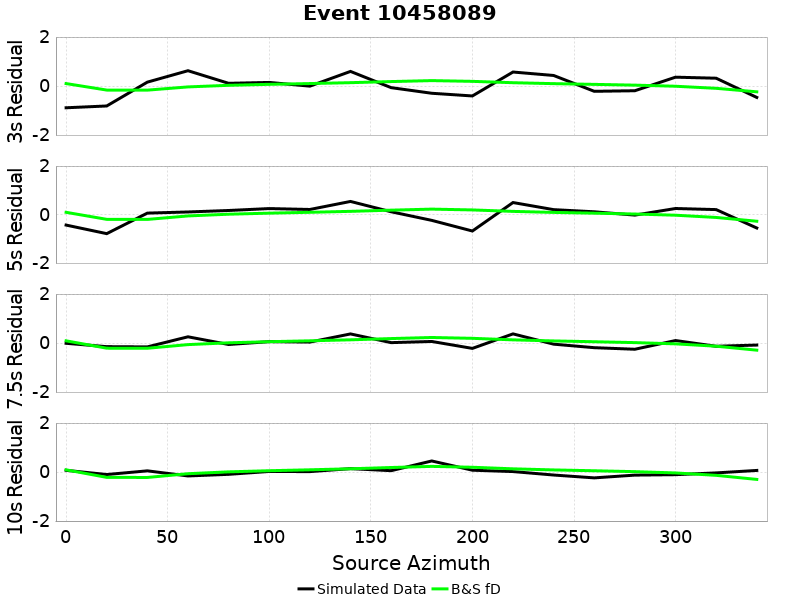 Event 10458089
3s Residual
2
0
-2
5s Residual
2
0
-2
7.5s Residual
2
0
-2
10s Residual
2
0
-2
0 50 100 150 200 250 300
Source Azimuth
Simulated Data B&S fD